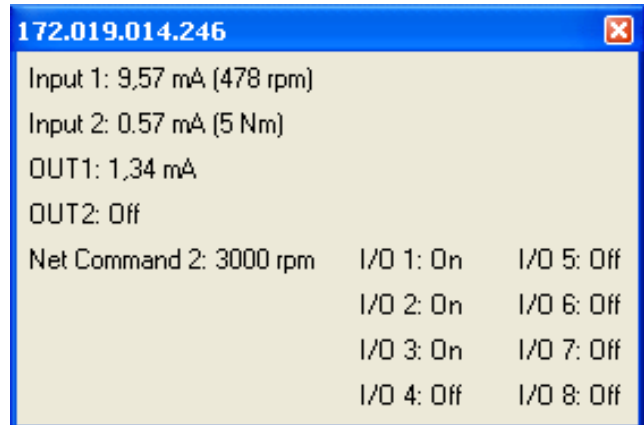 172.019.014.246
Input 1: 9,57 mA (478 rpm)
Input 2: 0.57 mA (5 Nm)
OUT1: 1,34 mA
OUT2: Off
Net Command 2: 3000 rpm I/O 1: On I/O 5: Off
I/O 2: On I/O 6: Off
I/O 3: On I/O 7: Off
I/O 4: Off I/O 8: Off